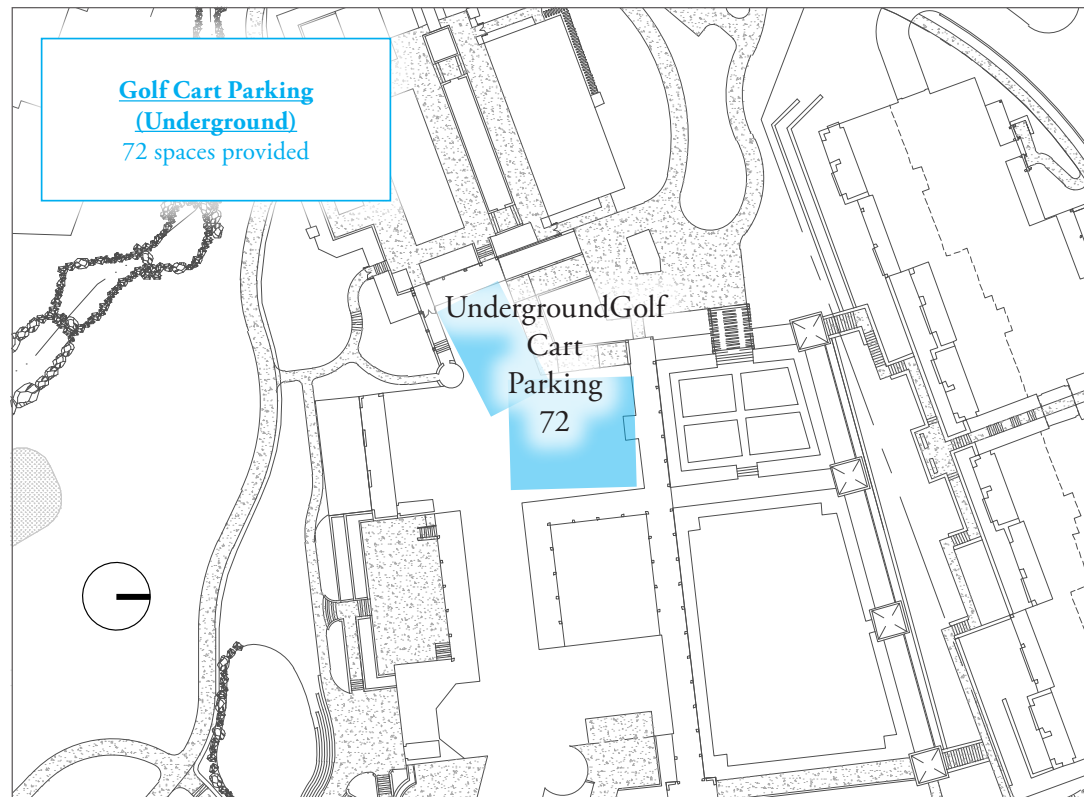 Golf Cart Parking
(Underground)
72 spaces provided
UndergroundGolf
Cart
Parking
72